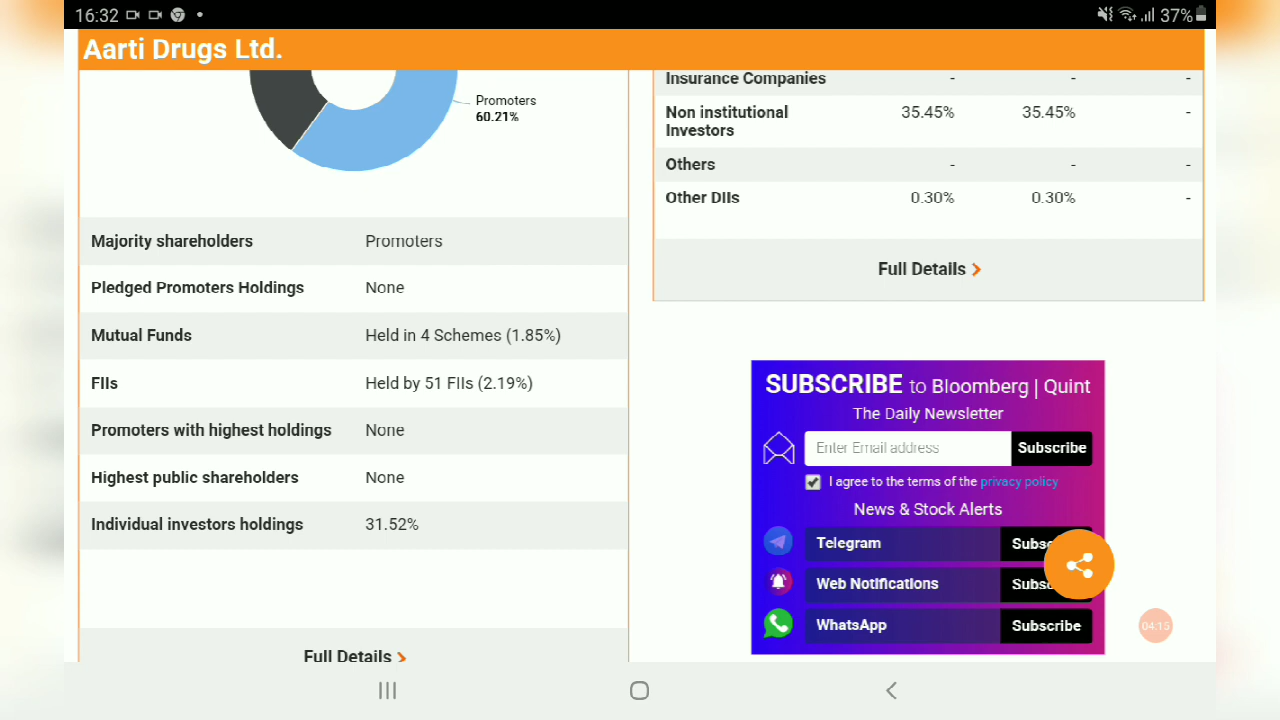 16:32
37%
Aarti Drugs Ltd.
Promoters
60.21%
Majority shareholders Promoters
Pledged Promoters Holdings None
Mutual Funds Held in 4 Schemes (1.85%)
FIIs Held by 51 FIIs (2.19%)
Promoters with highest holdings None
Highest public shareholders None
Individual investors holdings 31.52%
Full Details
Insurance Companies - - -
Non institutional 35.45% 35.45% -
Investors
Others - - -
Other DIIs 0.30% 0.30% -
Full Details
SUBSCRIBE to Bloomberg | Quint
The Daily Newsletter
Enter Email address Subscribe
I agree to the terms of the privacy policy
News & Stock Alerts
Telegram Subsc
Web Notifications Subsc
WhatsApp Subscribe
04:15